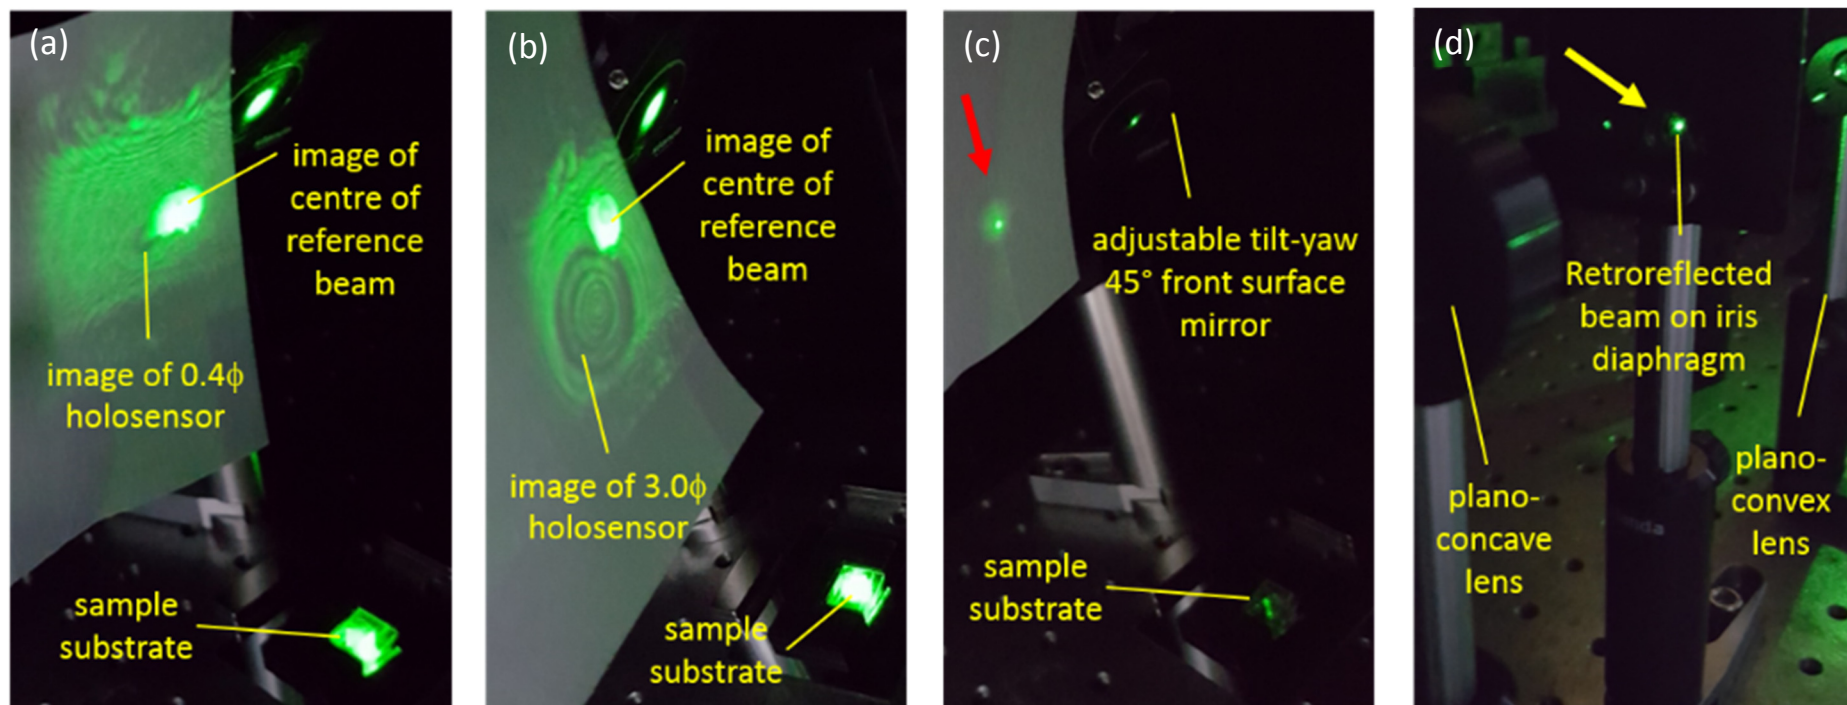 (a)
image of
centre of
reference
beam
image of 0.4ϕ
holosensor
sample
substrate
(b)
image of
centre of
reference
beam
image of 3.0ϕ
holosensor
sample
substrate
(c)
adjustable tilt-yaw
45° front surface
mirror
sample
substrate
(d)
Retroreflected
beam on iris
diaphragm
plano-
concave
lens
plano-
convex
lens